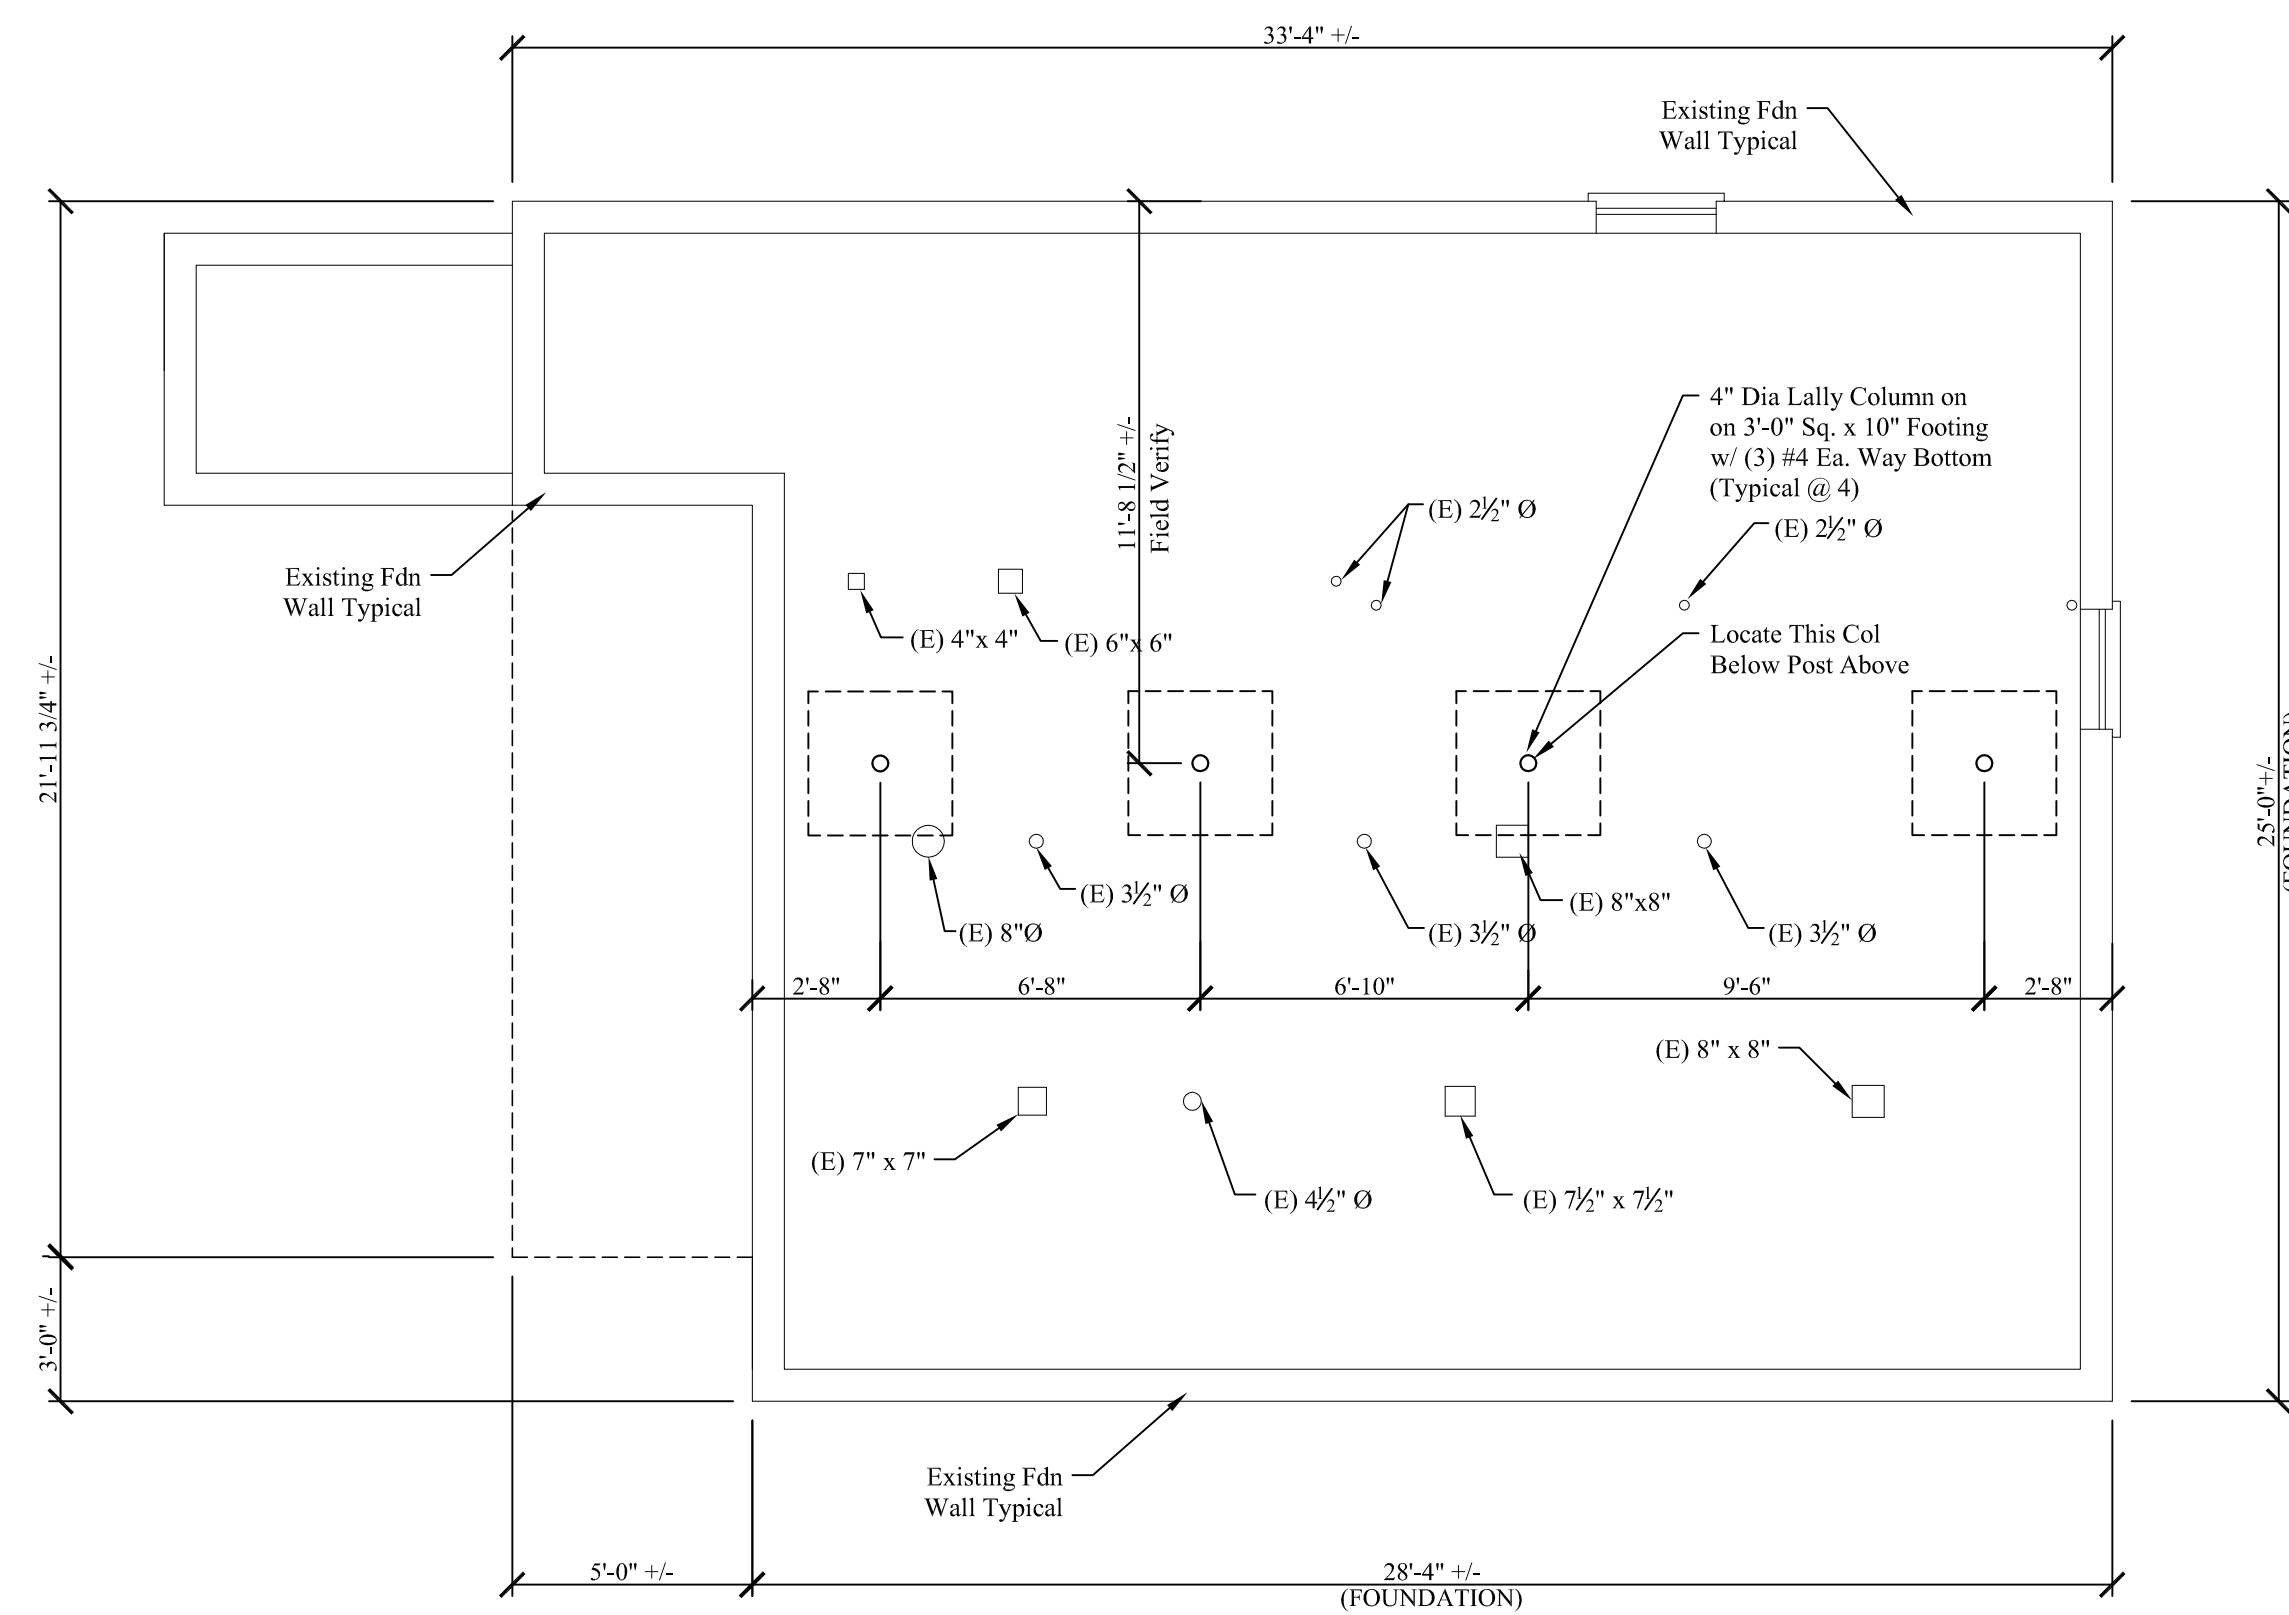 33'-4" +/-
Existing Fdn
Wall Typical
4" Dia Lally Column on
on 3'-0" Sq. x 10" Footing
w/ (3) #4 Ea. Way Bottom
(Typical @ 4)
11'-8 1/2" +/-
Field Verify
(E) 2½" Ø
(E) 2½" Ø
Existing Fdn
Wall Typical
(E) 4"x 4"
(E) 6"x 6"
Locate This Col
Below Post Above
21'-11 3/4" +/-
25'-0"+/-
(FOUNDATION)
(E) 3½" Ø
(E) 8"x8"
(E) 8"Ø
(E) 3½" Ø
(E) 3½" Ø
2'-8"
6'-8"
6'-10"
9'-6"
2'-8"
(E) 8" x 8"
(E) 7" x 7"
(E) 4½" Ø
(E) 7½" x 7½"
3'-0" +/-
Existing Fdn
Wall Typical
5'-0" +/-
28'-4" +/-
(FOUNDATION)